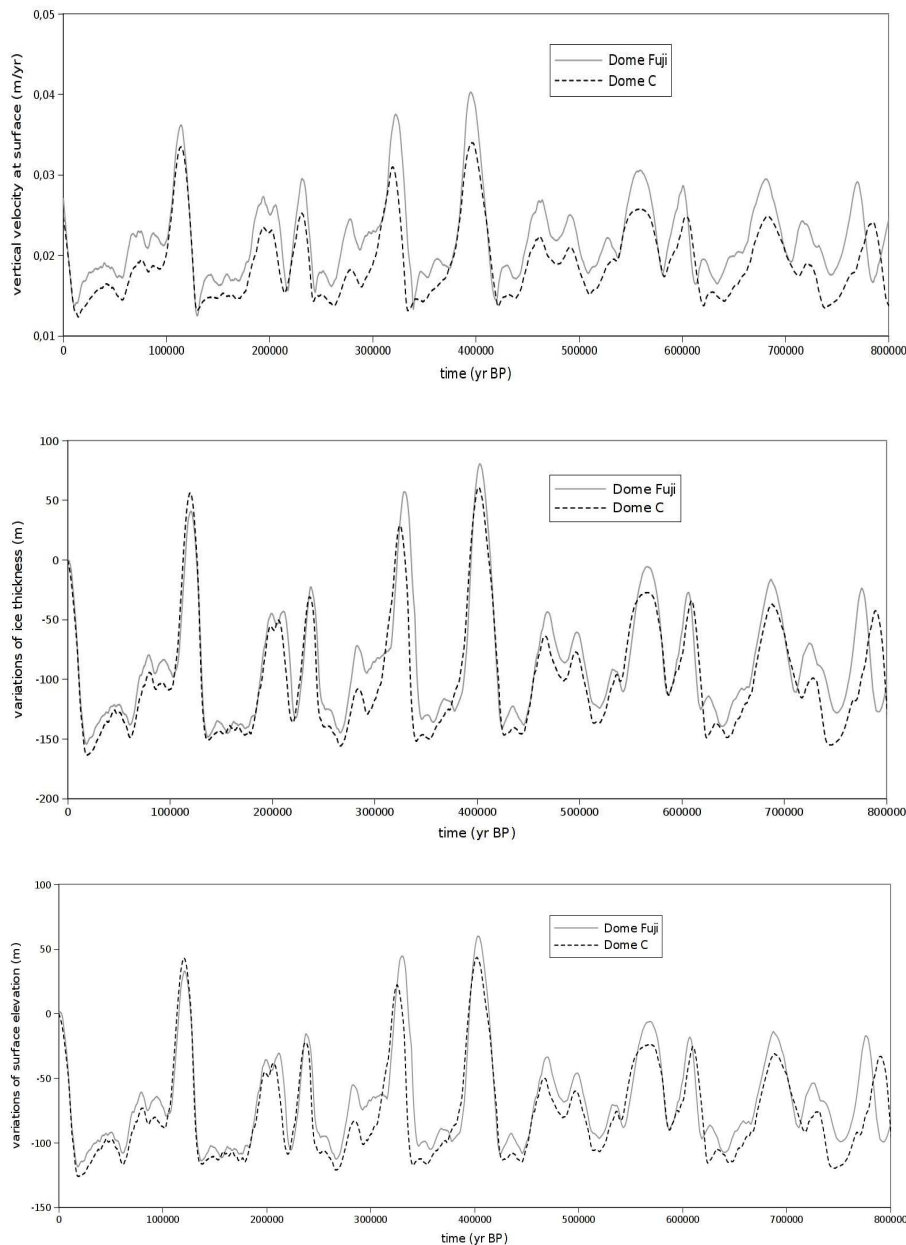 0,05
0,04
0,03
0,02
0,01
vertical velocity at surface (m/yr)
Dome Fuji
Dome C
0 100000 200000 300000 400000 500000 600000 700000 800000
time (yr BP)
100
50
0
-50
-100
-150
-200
variations of ice thickness (m)
Dome Fuji
Dome C
0 100000 200000 300000 400000 500000 600000 700000 800000
time (yr BP)
100
50
0
-50
-100
-150
variations of surface elevation (m)
Dome Fuji
Dome C
0 100000 200000 300000 400000 500000 600000 700000 800000
time (yr BP)